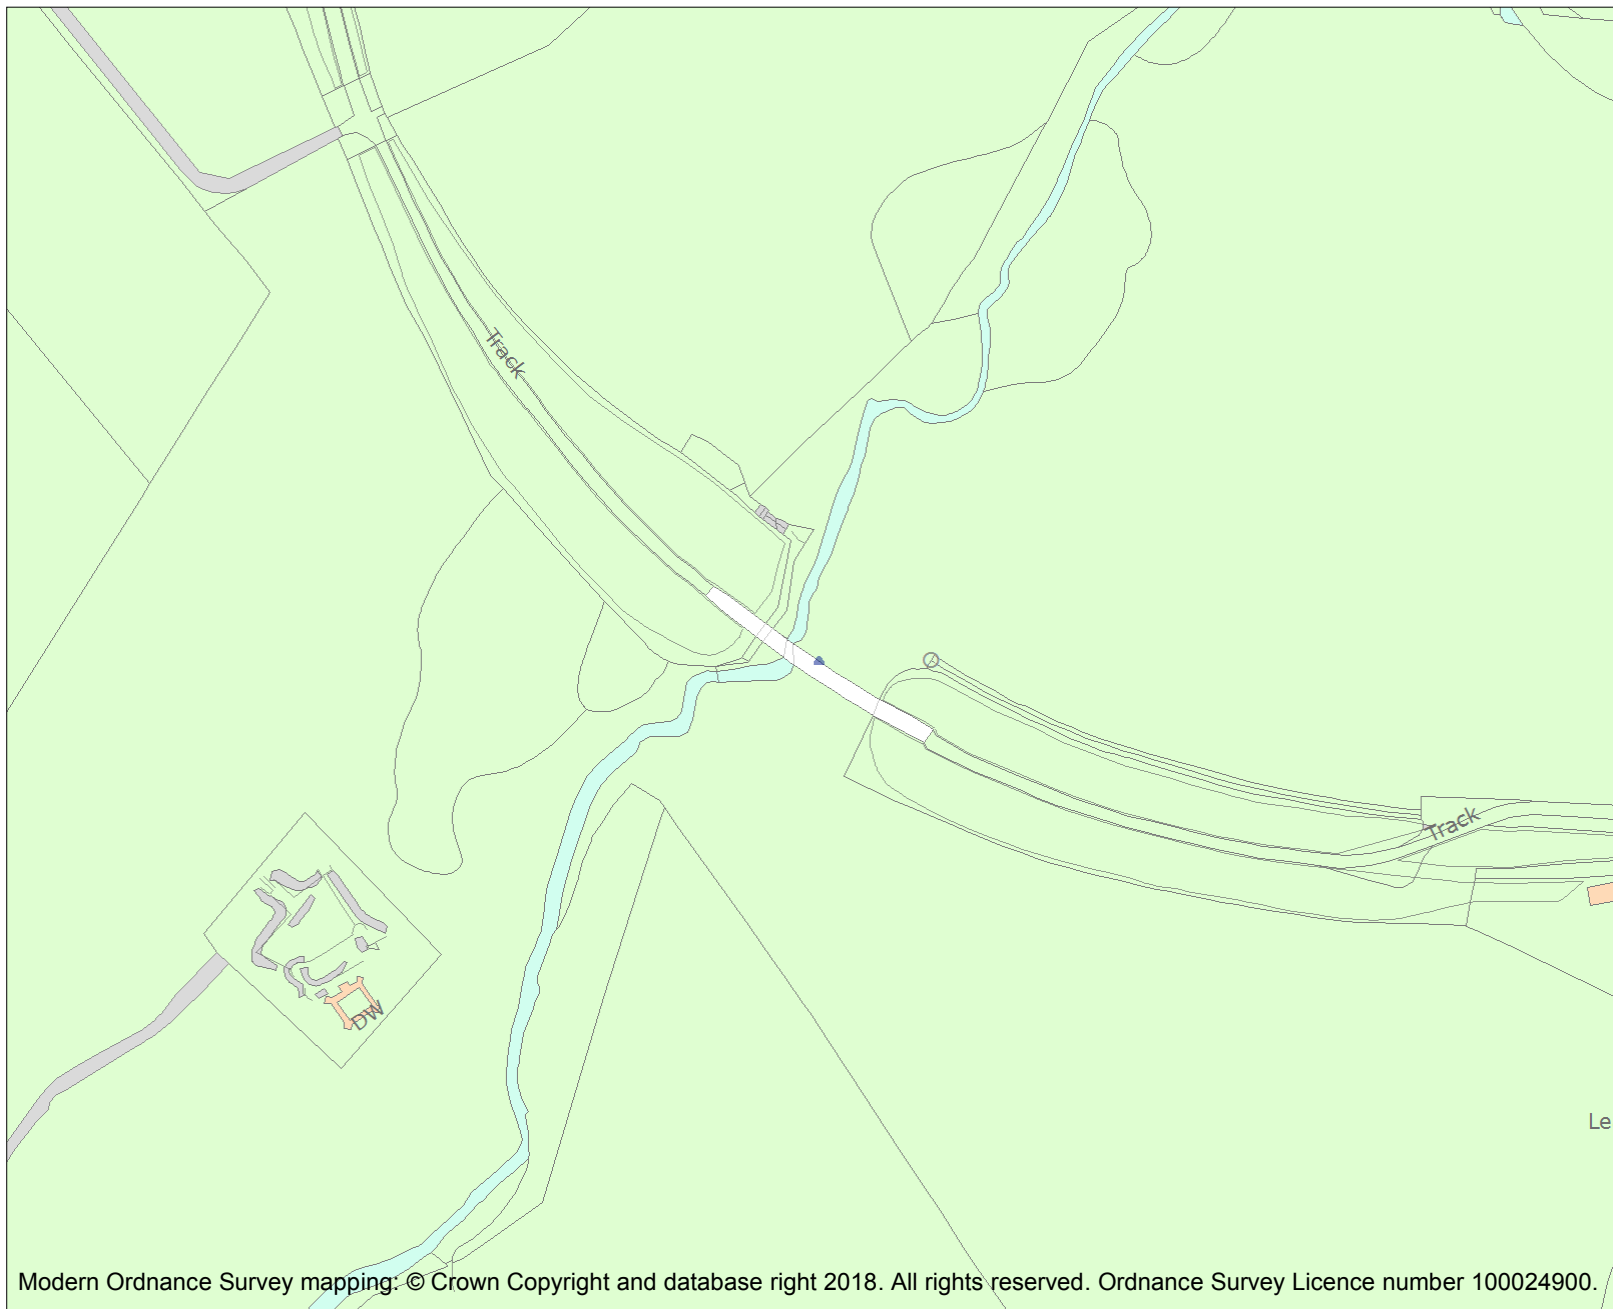 Track
Track
DW
Le
Modern Ordnance Survey mapping: © Crown Copyright and database right 2018. All rights reserved. Ordnance Survey Licence number 100024900.